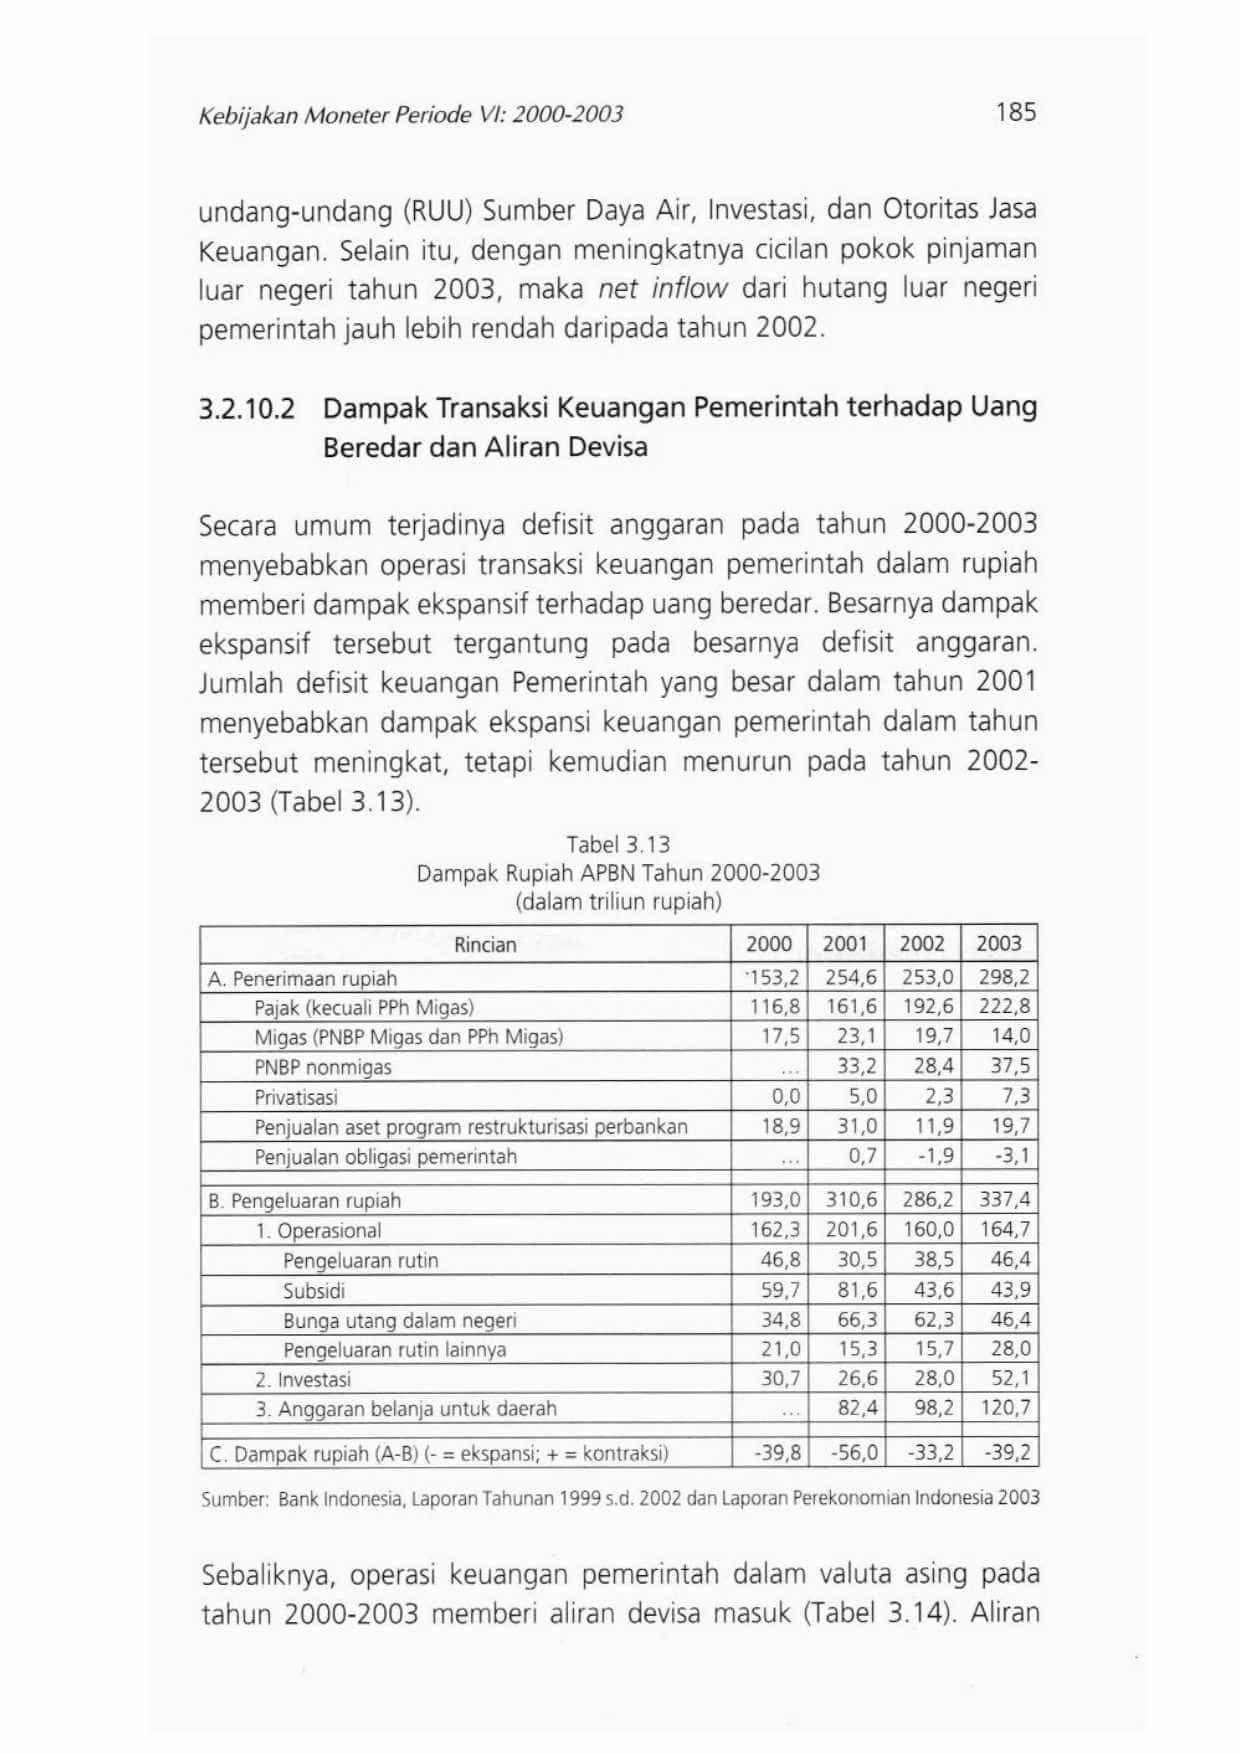 Kebijakan Moneter Periode VI: 2000-2003 185
undang-undang (RUU) Sumber Daya Air, Investasi, dan Otoritas Jasa
Keuangan. Selain itu, dengan meningkatnya cicilan pokok pinjaman
luar negeri tahun 2003, maka net inflow dari hutang luar negeri
pemerintah jauh lebih rendah daripada tahun 2002.
3.2.10.2 Dampak Transaksi Keuangan Pemerintah terhadap Uang
Beredar dan Aliran Devisa
Secara umum terjadinya defisit anggaran pada tahun 2000-2003
menyebabkan operasi transaksi keuangan pemerintah dalam rupiah
memberi dampak ekspansif terhadap uang beredar. Besarnya dampak
ekspansif tersebut tergantung pada besarnya defisit anggaran.
Jumlah defisit keuangan Pemerintah yang besar dalam tahun 2001
menyebabkan dampak ekspansi keuangan pemerintah dalam tahun
tersebut meningkat, tetapi kemudian menurun pada tahun 2002-
2003 (Tabel 3.13).
Tabel 3.13
Dampak Rupiah APBN Tahun 2000-2003
(dalam triliun rupiah)
Rincian 2000 2001 2002 2003
A. Penerimaan rupiah 153,2 254,6 253,0 298,2
Pajak (kecuali PPh Migas) 116,8 161,6 192,6 222,8
Migas (PNBP Migas dan PPh Migas) 17,5 23,1 19,7 14,0
PNBP nonmigas ... 33,2 28,4 37,5
Privatisasi 0,0 5,0 2,3 7,3
Penjualan aset program restrukturisasi perbankan 18,9 31,0 11,9 19,7
Penjualan obligasi pemerintah ... 0,7 -1,9 -3,1
B. Pengeluaran rupiah 193,0 310,6 286,2 337,4
1. Operasional 162,3 201,6 160,0 164,7
Pengeluaran rutin 46,8 30,5 38,5 46,4
Subsidi 59,7 81,6 43,6 43,9
Bunga utang dalam negeri 34,8 66,3 62,3 46,4
Pengeluaran rutin lainnya 21,0 15,3 15,7 28,0
2. Investasi 30,7 26,6 28,0 52,1
3. Anggaran belanja untuk daerah ... 82,4 98,2 120,7
C. Dampak rupiah (A-B) (- = ekspansi; + = kontraksi) -39,8 -56,0 -33,2 -39,2
Sumber: Bank Indonesia, Laporan Tahunan 1999 s.d. 2002 dan Laporan Perekonomian Indonesia 2003
Sebaliknya, operasi keuangan pemerintah dalam valuta asing pada
tahun 2000-2003 memberi aliran devisa masuk (Tabel 3.14). Aliran